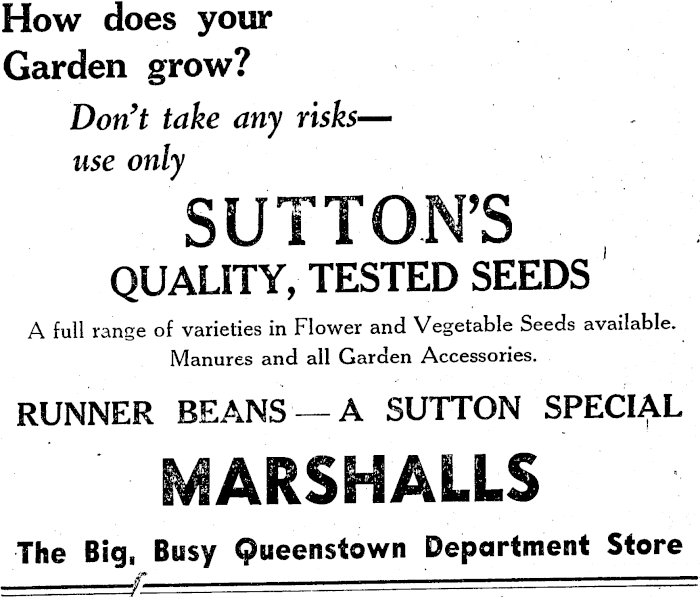 How does your
Garden grow?
Don't take any risks—
use only
SUTTON'S
QUALITY, TESTED SEEDS
A full range of varieties in Flower and Vegetable Seeds available.
Manures and all Garden Accessories.
RUNNER BEANS — A SUTTON SPECIAL
MARSHALLS
The Big, Busy Queenstown Department Store